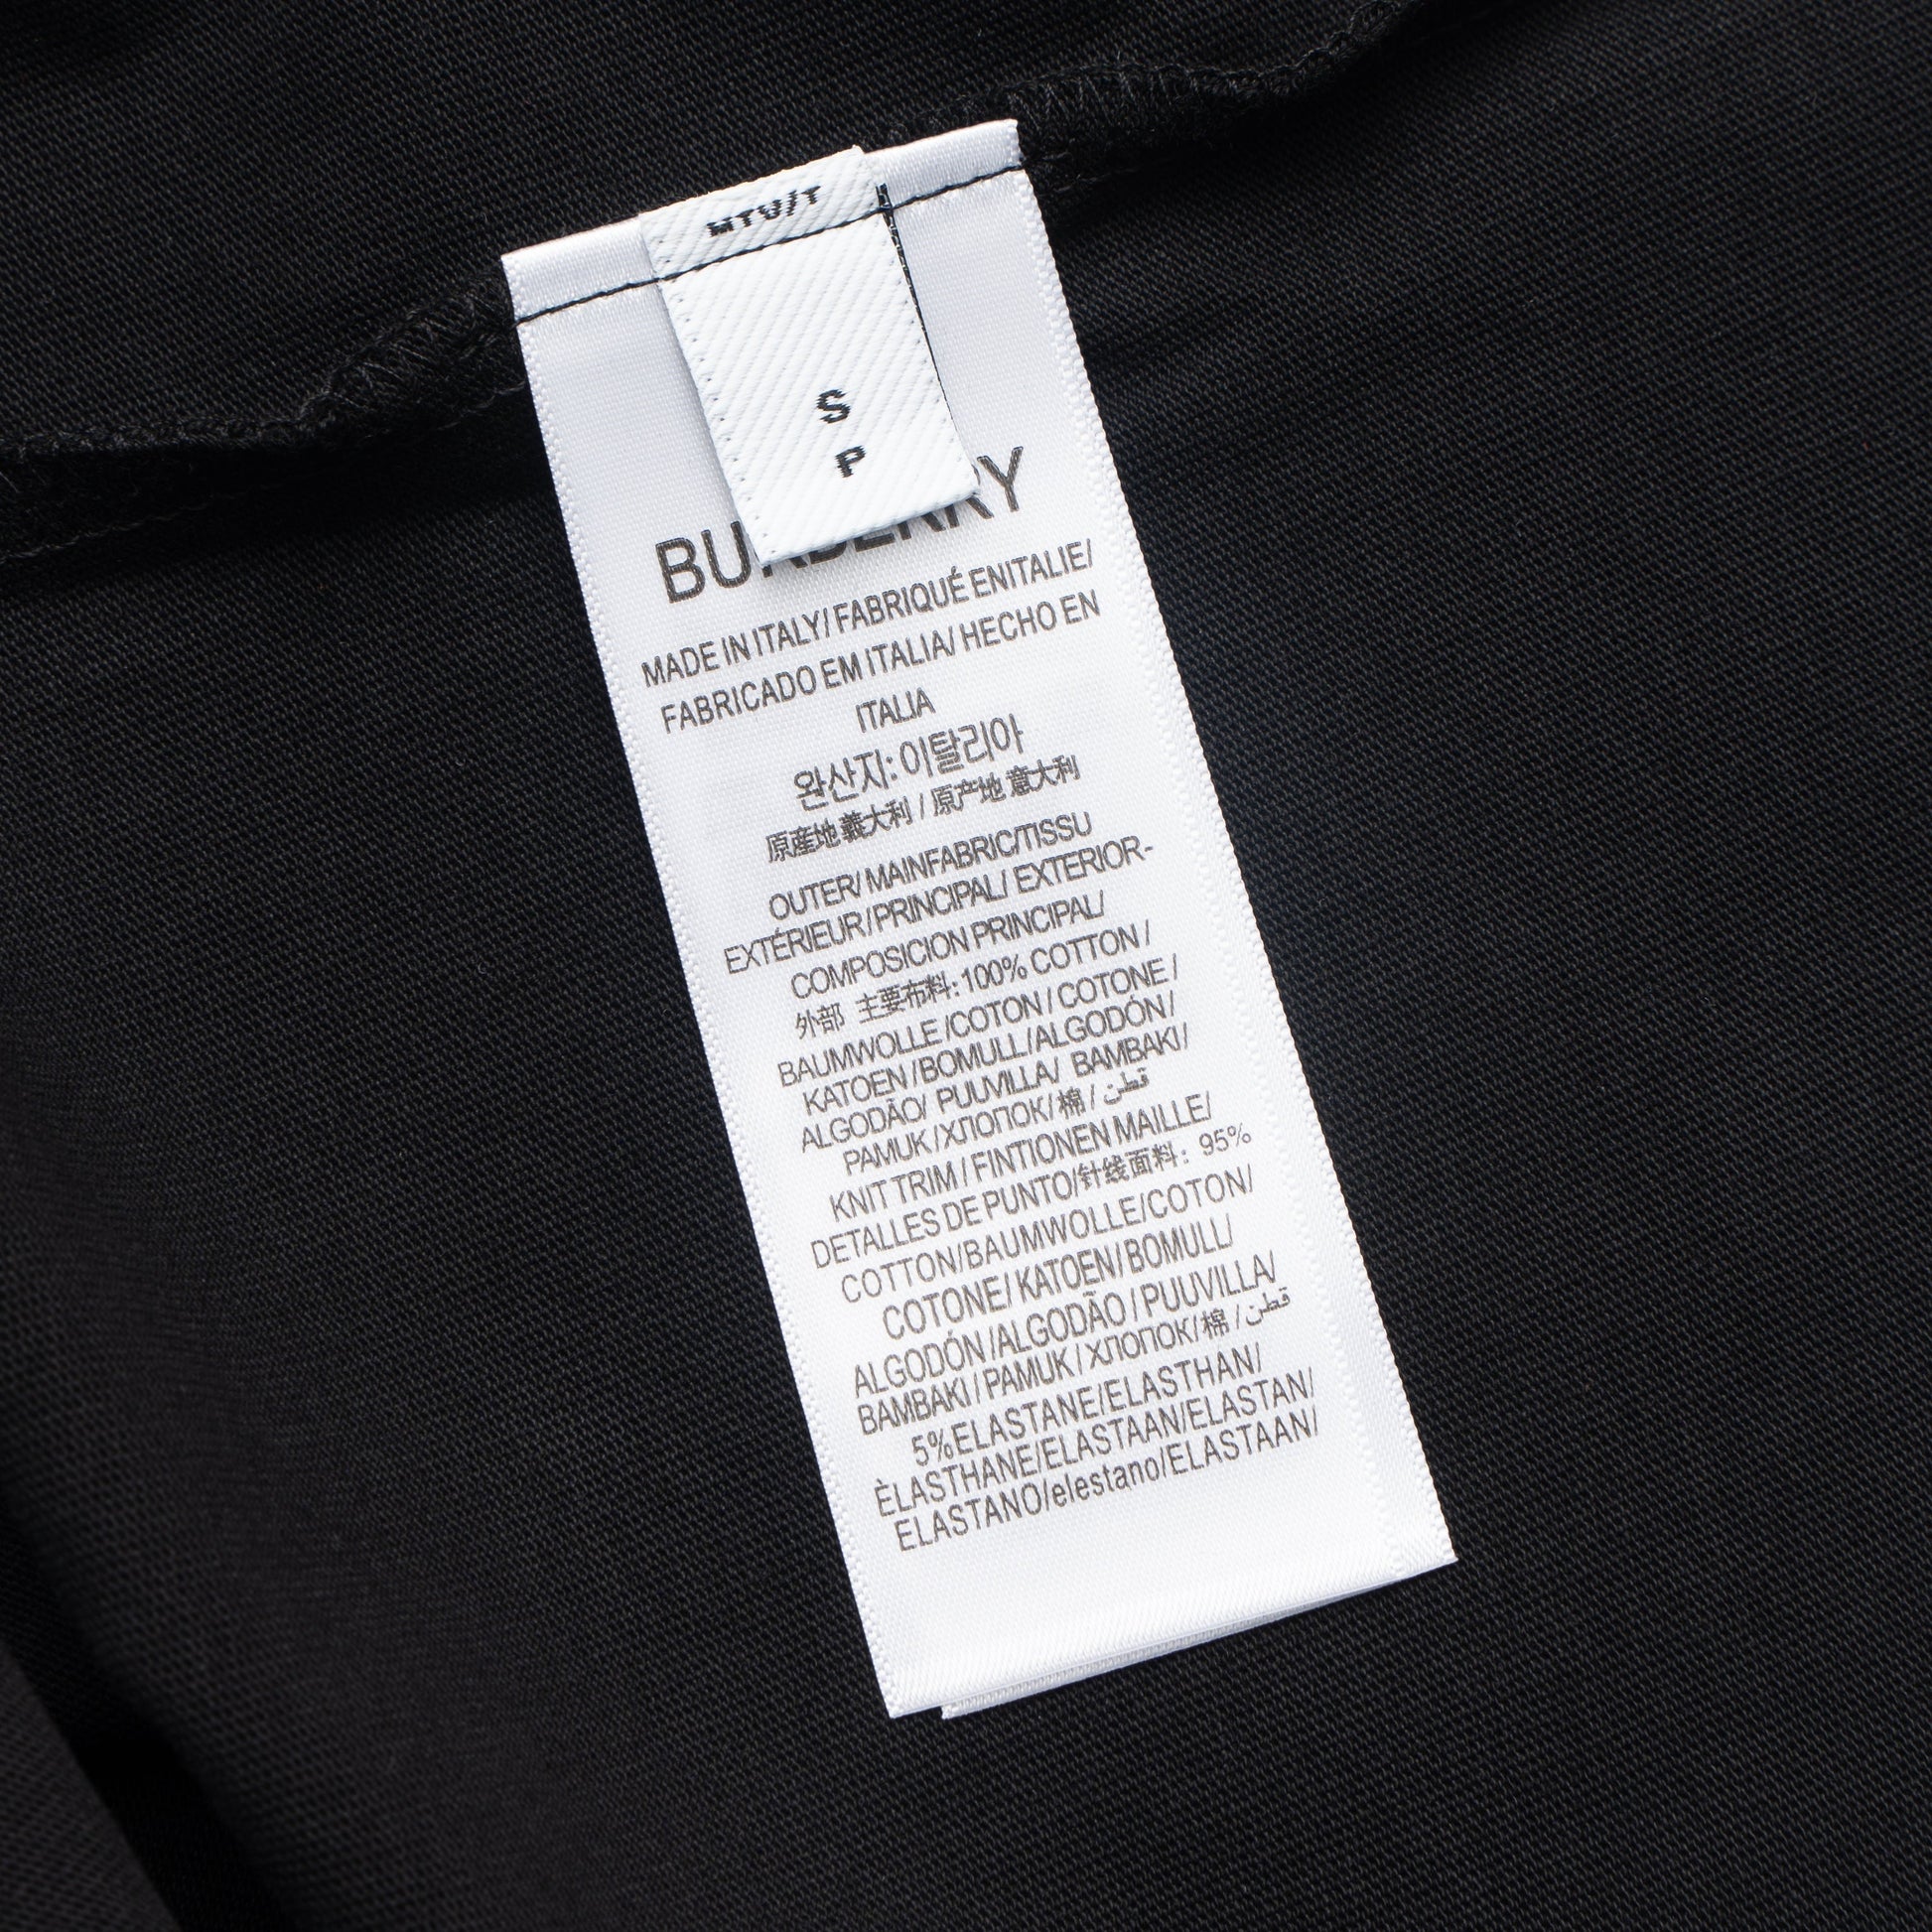 MTU/T
S
P
BURBERRY
MADE IN ITALY/ FABRIQUÉ ENITALIE/
FABRICADO EM ITALIA/ HECHO EN
ITALIA
완산지: 이탈리아
原産地 義大利 / 原产地 意大利
OUTER/ MAINFABRIC/TISSU
EXTÉRIEUR / PRINCIPAL/ EXTERIOR-
COMPOSICION PRINCIPAL/
外部 主要布料: 100% COTTON /
BAUMWOLLE /COTON / COTONE /
KATOEN / BOMULL/ALGODÓN /
ALGODÃO/ PUUVILLA/ BAMBAKI /
PAMUK / ХЛОПОК/ 棉 / قطن
KNIT TRIM / FINTIONEN MAILLE/
DETALLES DE PUNTO/针线面料: 95%
COTTON/BAUMWOLLE/COTON/
COTONE/ KATOEN/ BOMULL/
ALGODÓN /ALGODÃO / PUUVILLA/
BAMBAKI / PAMUK / ХЛОПОК/ 棉 / قطن
5%ELASTANE/ELASTHAN/
ÈLASTHANE/ELASTAAN/ELASTAN/
ELASTANO/elestano/ELASTAAN/